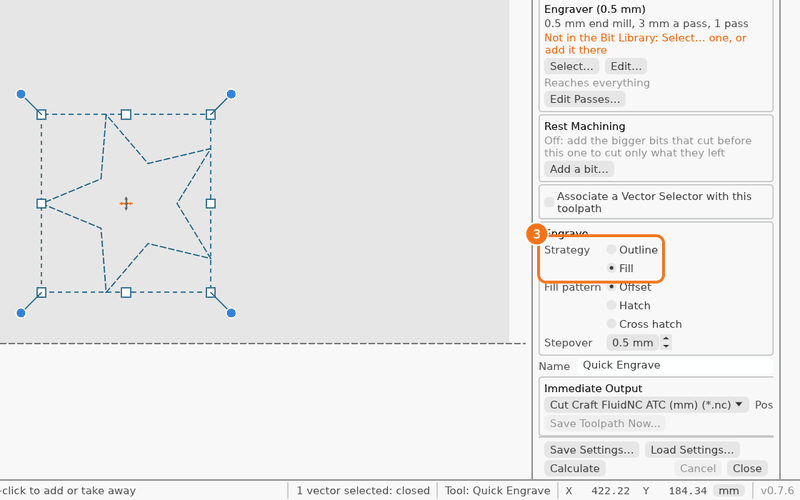 Engraver (0.5 mm)
0.5 mm end mill, 3 mm a pass, 1 pass
Not in the Bit Library: Select... one, or
add it there
Select... Edit...
Reaches everything
Edit Passes...
Rest Machining
Off: add the bigger bits that cut before
this one to cut only what they left
Add a bit...
Associate a Vector Selector with this
toolpath
3 Engrave
Strategy Outline
Fill
Fill pattern Offset
Hatch
Cross hatch
Stepover 0.5 mm
Name Quick Engrave
Immediate Output
Cut Craft FluidNC ATC (mm) (*.nc) Pos
Save Toolpath Now...
Save Settings... Load Settings...
Calculate Cancel Close
-click to add or take away 1 vector selected: closed Tool: Quick Engrave X 422.22 Y 184.34 mm v0.7.6